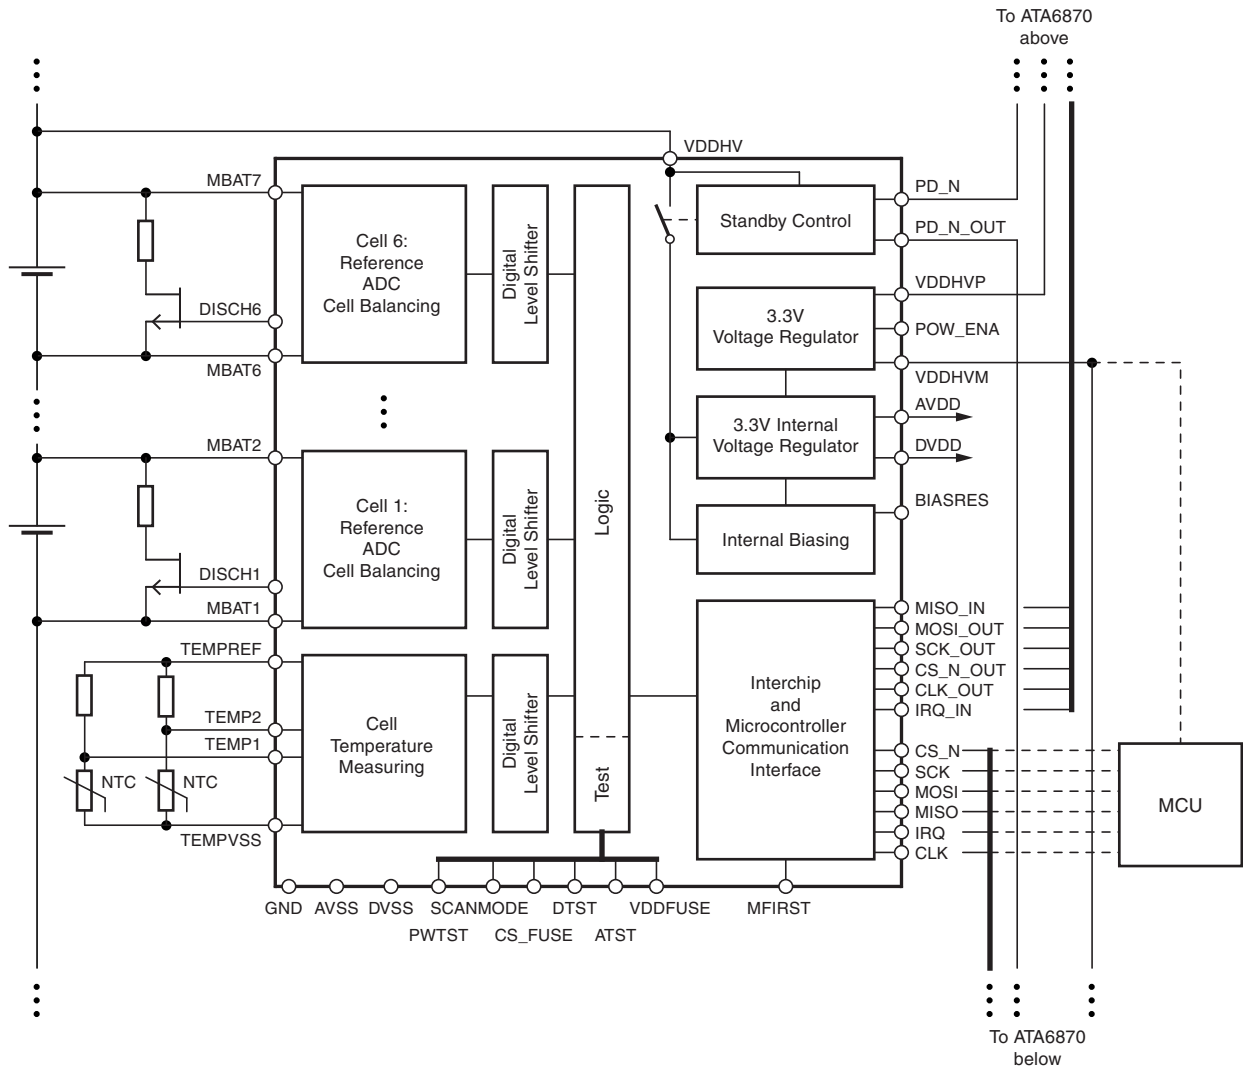 To ATA6870
above
VDDHV
MBAT7
PD_N
Cell 6:
Reference
ADC
Cell Balancing
Digital
Level Shifter
Standby Control
PD_N_OUT
DISCH6
VDDHVP
3.3V
Voltage Regulator
POW_ENA
MBAT6
VDDHVM
AVDD
3.3V Internal
Voltage Regulator
DVDD
MBAT2
Cell 1:
Reference
ADC
Cell Balancing
Digital
Level Shifter
Logic
BIASRES
Internal Biasing
DISCH1
MBAT1
MISO_IN
MOSI_OUT
SCK_OUT
CS_N_OUT
CLK_OUT
IRQ_IN
TEMPREF
TEMP2
TEMP1
NTC
NTC
TEMPVSS
Cell
Temperature
Measuring
Digital
Level Shifter
Test
Interchip
and
Microcontroller
Communication
Interface
CS_N
SCK
MOSI
MISO
IRQ
CLK
MCU
GND
AVSS
DVSS
SCANMODE
DTST
VDDFUSE
MFIRST
PWTST
CS_FUSE
ATST
To ATA6870
below